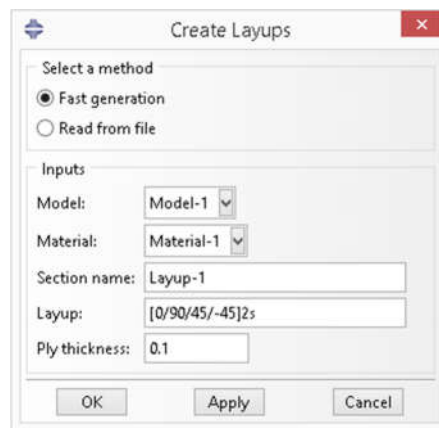 Create Layups
Select a method
Fast generation
Read from file
Inputs
Model: Model-1
Material: Material-1
Section name: Layup-1
Layup: [0/90/45/-45]2s
Ply thickness: 0.1
OK Apply Cancel